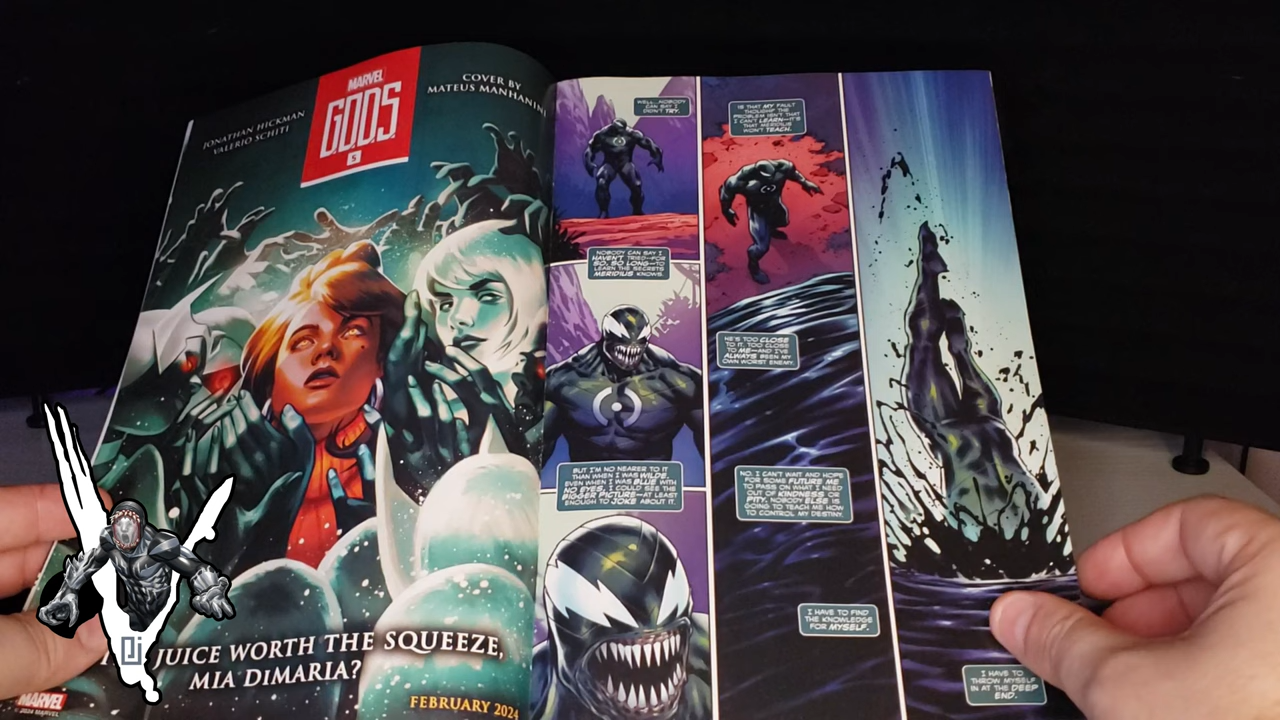 JONATHAN HICKMAN
VALERIO SCHITI
MARVEL
G.O.D.S.
5
COVER BY
MATEUS MANHANINI
JUICE WORTH THE SQUEEZE,
MIA DiMARIA?
FEBRUARY 2024
MARVEL
© 2024 MARVEL
WELL...NOBODY
CAN SAY I
DIDN'T TRY.
NOBODY CAN SAY I
HAVEN'T TRIED--FOR
SO, SO LONG--TO
LEARN THE SECRETS
MERIDIUS KNOWS.
BUT I'M NO NEARER TO IT
THAN WHEN I WAS WILDE.
EVEN WHEN I WAS BLUE WITH
BUG EYES, I COULD SEE THE
BIGGER PICTURE--AT LEAST
ENOUGH TO JOKE ABOUT IT.
IS THAT MY FAULT
THOUGH? THE
PROBLEM ISN'T THAT
I CAN'T LEARN--IT'S
THAT MERIDIUS
WON'T TEACH.
HE'S TOO CLOSE
TO IT. TOO CLOSE
TO ME--AND I'VE
ALWAYS BEEN MY
OWN WORST ENEMY.
NO. I CAN'T WAIT AND HOPE
FOR SOME FUTURE ME
TO PASS ON WHAT I NEED
OUT OF KINDNESS OR
PITY. NOBODY ELSE IS
GOING TO TEACH ME HOW
TO CONTROL MY DESTINY.
I HAVE TO FIND
THE KNOWLEDGE
FOR MYSELF.
I HAVE TO
THROW MYSELF
IN AT THE DEEP
END.